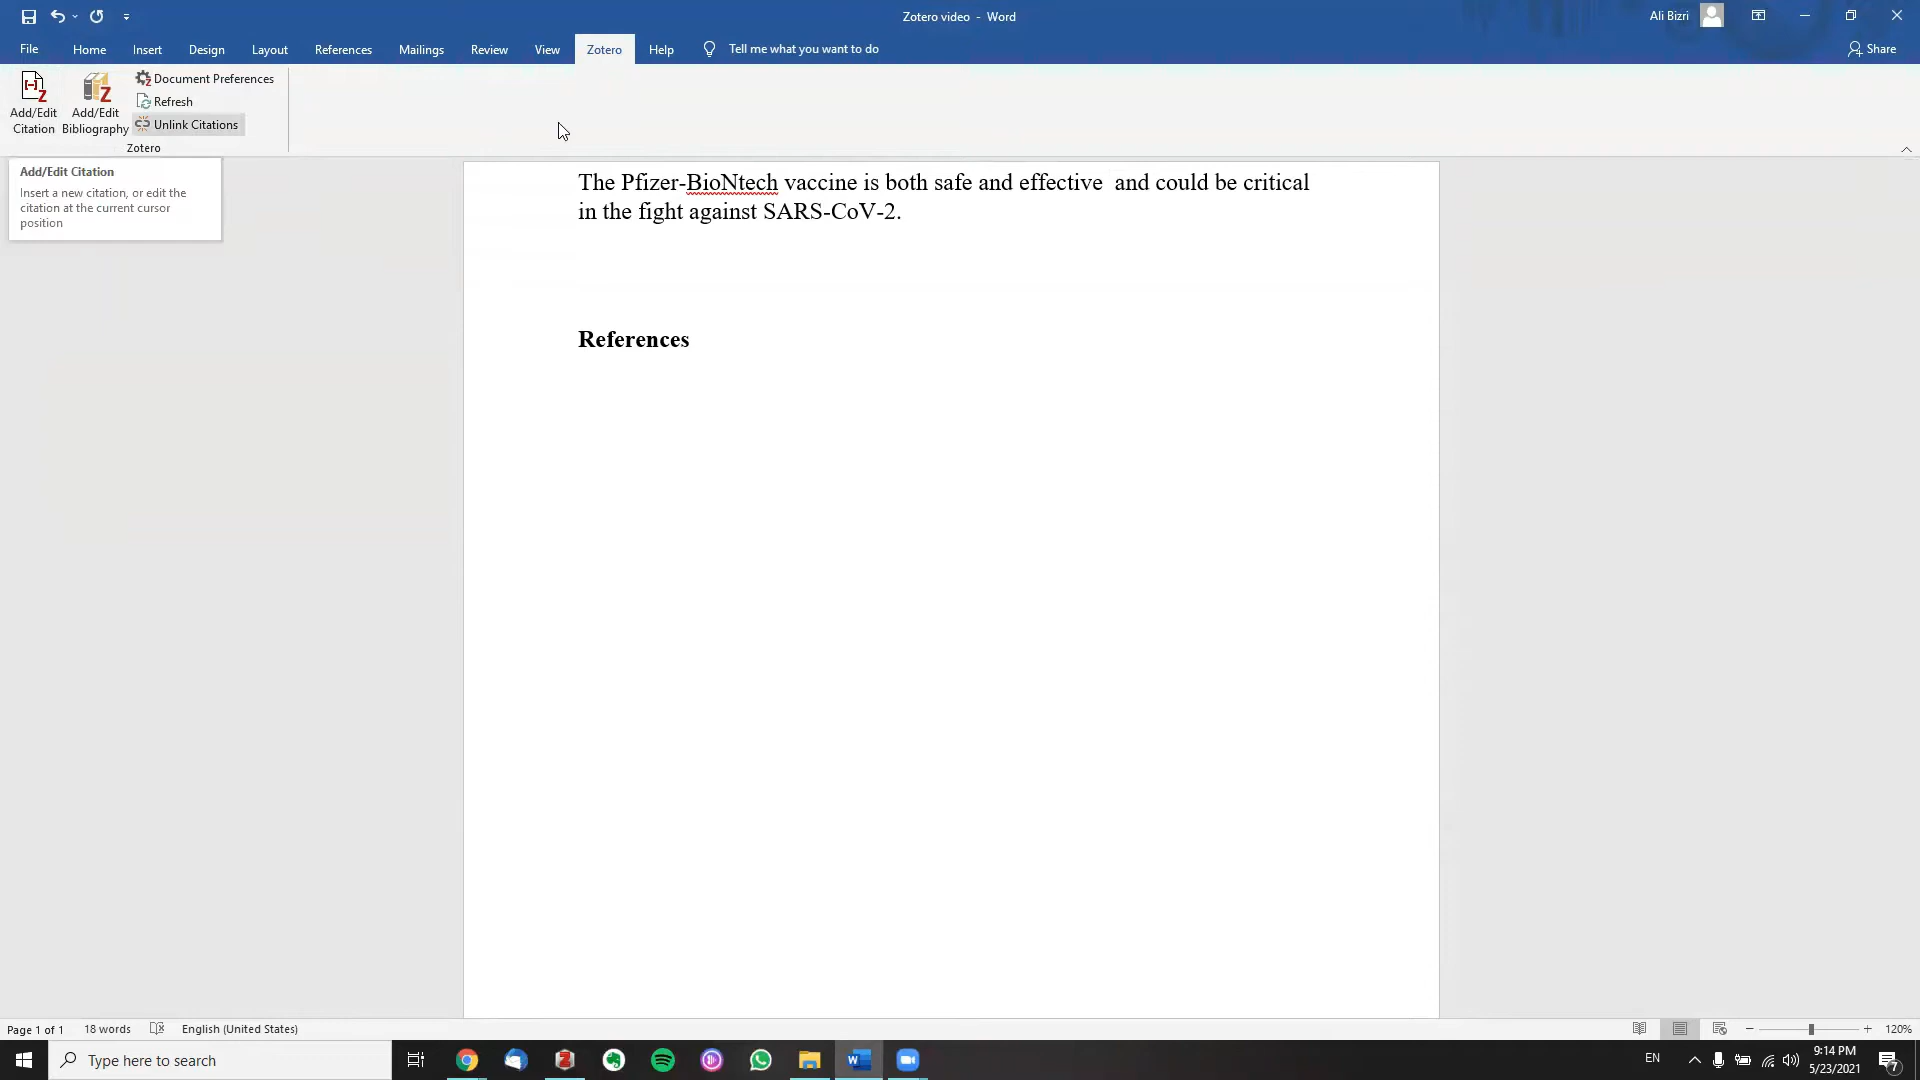 Zotero video - Word
Ali Bizri
File
Home
Insert
Design
Layout
References
Mailings
Review
View
Zotero
Help
Tell me what you want to do
Share
Add/Edit
Citation
Add/Edit
Bibliography
Document Preferences
Refresh
Unlink Citations
Zotero
Add/Edit Citation
Insert a new citation, or edit the
citation at the current cursor
position
The Pfizer-BioNtech vaccine is both safe and effective  and could be critical
in the fight against SARS-CoV-2.
References
Page 1 of 1
18 words
English (United States)
120%
Type here to search
EN
9:14 PM
5/23/2021
7